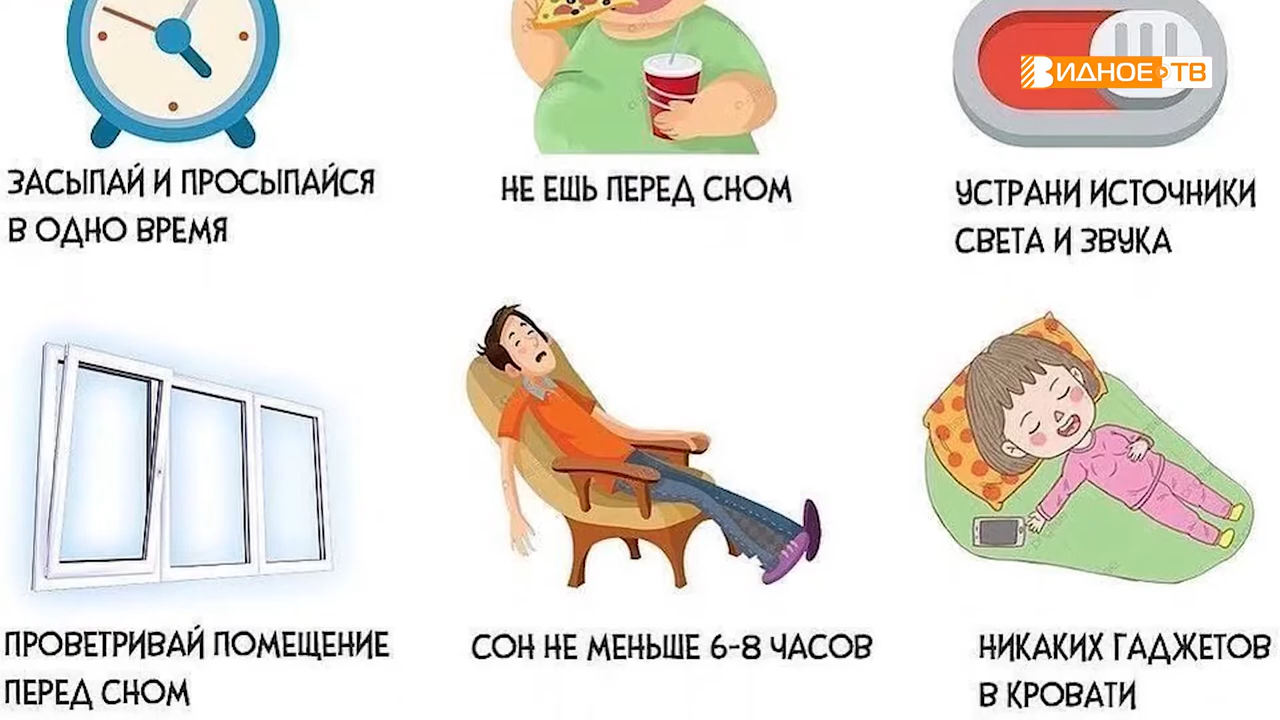 ВИДНОЕ ТВ
ЗАСЫПАЙ И ПРОСЫПАЙСЯ
В ОДНО ВРЕМЯ
НЕ ЕШЬ ПЕРЕД СНОМ
УСТРАНИ ИСТОЧНИКИ
СВЕТА И ЗВУКА
ПРОВЕТРИВАЙ ПОМЕЩЕНИЕ
ПЕРЕД СНОМ
СОН НЕ МЕНЬШЕ 6-8 ЧАСОВ
НИКАКИХ ГАДЖЕТОВ
В КРОВАТИ